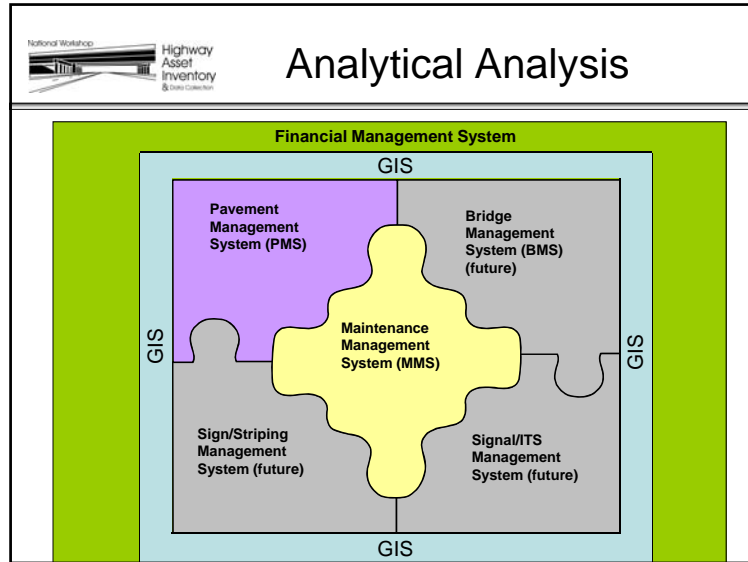 National Workshop
Highway
Asset
Inventory
& Data Collection
Analytical Analysis
Financial Management System
GIS
Pavement
Management
System (PMS)
Bridge
Management
System (BMS)
(future)
GIS
Maintenance
Management
System (MMS)
GIS
Sign/Striping
Management
System (future)
Signal/ITS
Management
System (future)
GIS